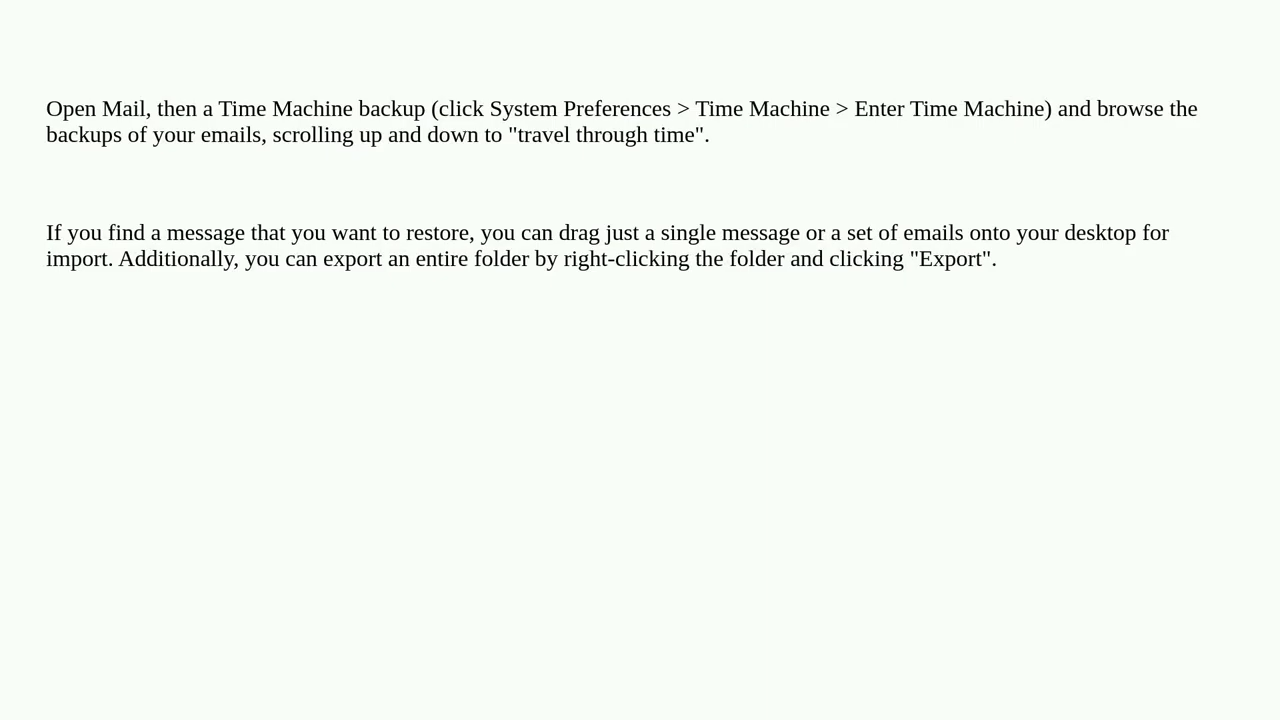 Open Mail, then a Time Machine backup (click System Preferences > Time Machine > Enter Time Machine) and browse the
backups of your emails, scrolling up and down to "travel through time".
If you find a message that you want to restore, you can drag just a single message or a set of emails onto your desktop for
import. Additionally, you can export an entire folder by right-clicking the folder and clicking "Export".